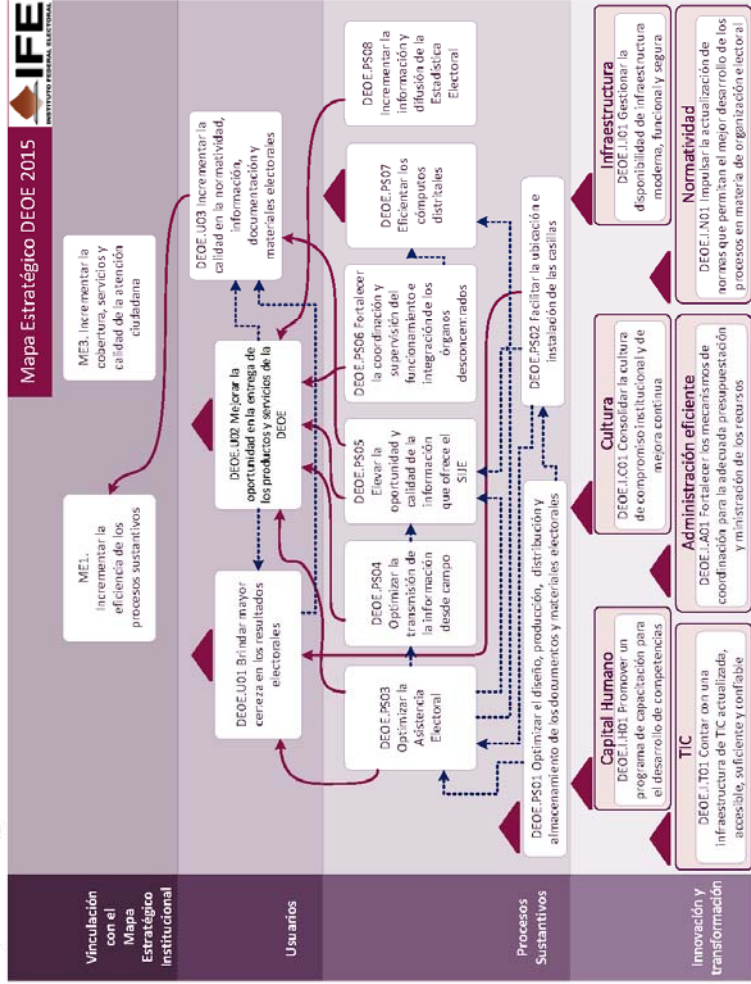 Mapa Estratégico DEOE 2015
IFE
INSTITUTO FEDERAL ELECTORAL
Vinculación
con el
Mapa
Estratégico
Institucional
ME1.
Incrementar la
eficiencia de los
procesos sustantivos
ME3. Incrementar la
cobertura, servicios y
calidad de la atención
ciudadana
Usuarios
DEOE.U01 Brindar mayor
certeza en los resultados
electorales
DEOE.U02 Mejorar la
oportunidad en la entrega de
los productos y servicios de la
DEOE
DEOE.U03 Incrementar la
calidad en la normatividad,
información,
documentación y
materiales electorales
Procesos
Sustantivos
DEOE.PS03
Optimizar la
Asistencia
Electoral
DEOE.PS04
Optimizar la
transmisión de
la información
desde campo
DEOE.PS05
Elevar la
oportunidad y
calidad de la
información
que ofrece el
SIJE
DEOE.PS06 Fortalecer
la coordinación y
supervisión del
funcionamiento e
integración de los
órganos
desconcentrados
DEOE.PS07
Eficientar los
cómputos
distritales
DEOE.PS08
Incrementar la
información y
difusión de la
Estadística
Electoral
DEOE.PS01 Optimizar el diseño, producción, distribución y
almacenamiento de los documentos y materiales electorales
DEOE.PS02 Facilitar la ubicación e
instalación de las casillas
Innovación y
transformación
Capital Humano
DEOE.I.H01 Promover un
programa de capacitación para
el desarrollo de competencias
Cultura
DEOE.I.C01 Consolidar la cultura
de compromiso institucional y de
mejora continua
Infraestructura
DEOE.I.I01 Gestionar la
disponibilidad de infraestructura
moderna, funcional y segura
TIC
DEOE.I.T01 Contar con una
infraestructura de TIC actualizada,
accesible, suficiente y confiable
Administración eficiente
DEOE.I.A01 Fortalecer los mecanismos de
coordinación para la adecuada presupuestación
y ministración de los recursos
Normatividad
DEOE.I.N01 Impulsar la actualización de
normas que permitan el mejor desarrollo de los
procesos en materia de organización electoral